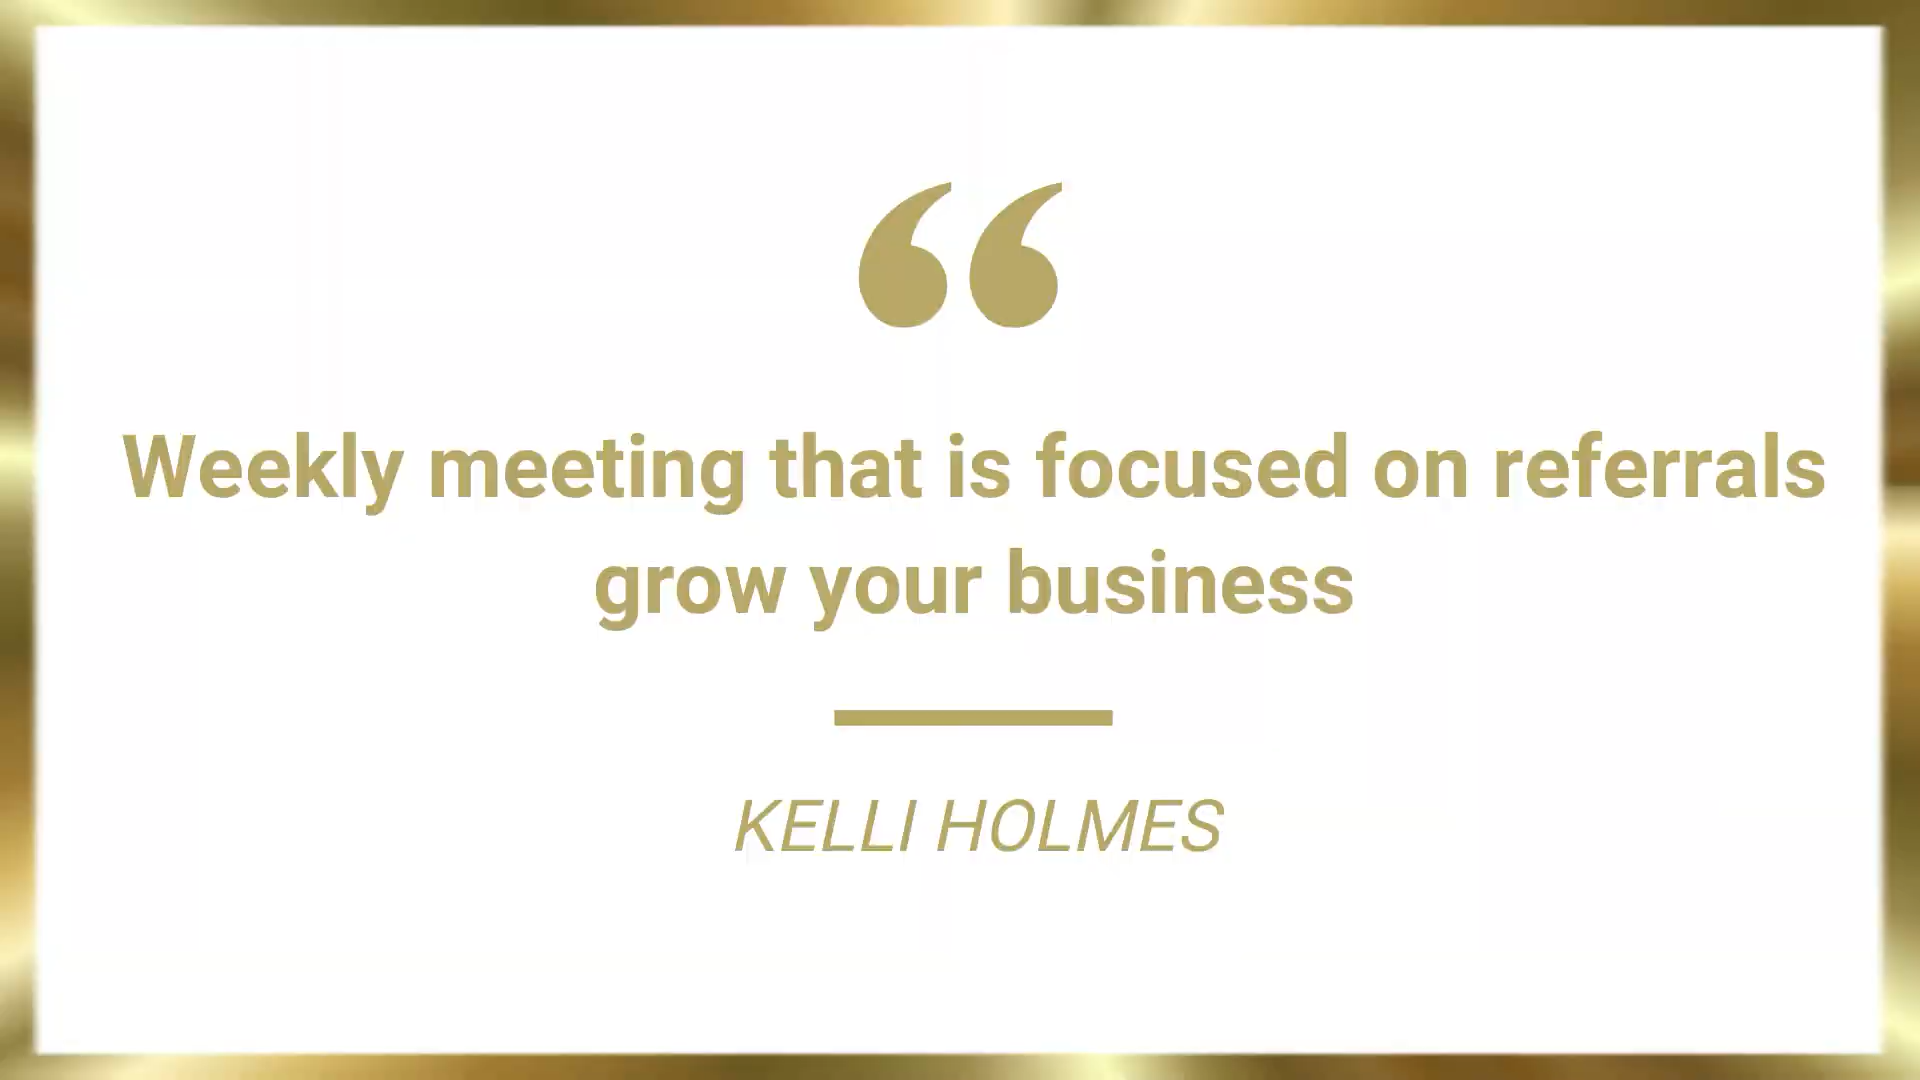 “
Weekly meeting that is focused on referrals
grow your business
KELLI HOLMES